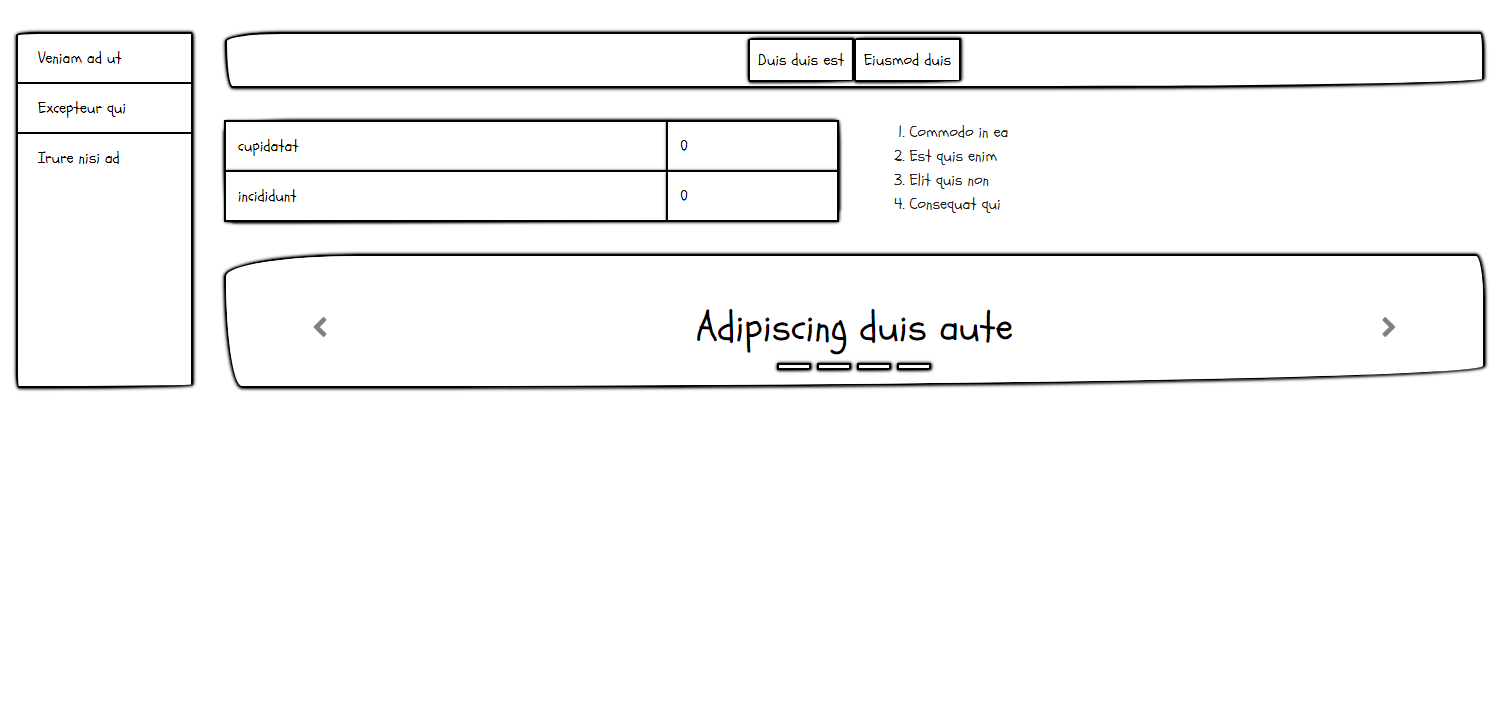 Veniam ad ut
Excepteur qui
Irure nisi ad
Duis duis est
Eiusmod duis
cupidatat 0
incididunt 0
1. Commodo in ea
2. Est quis enim
3. Elit quis non
4. Consequat qui
Adipiscing duis aute